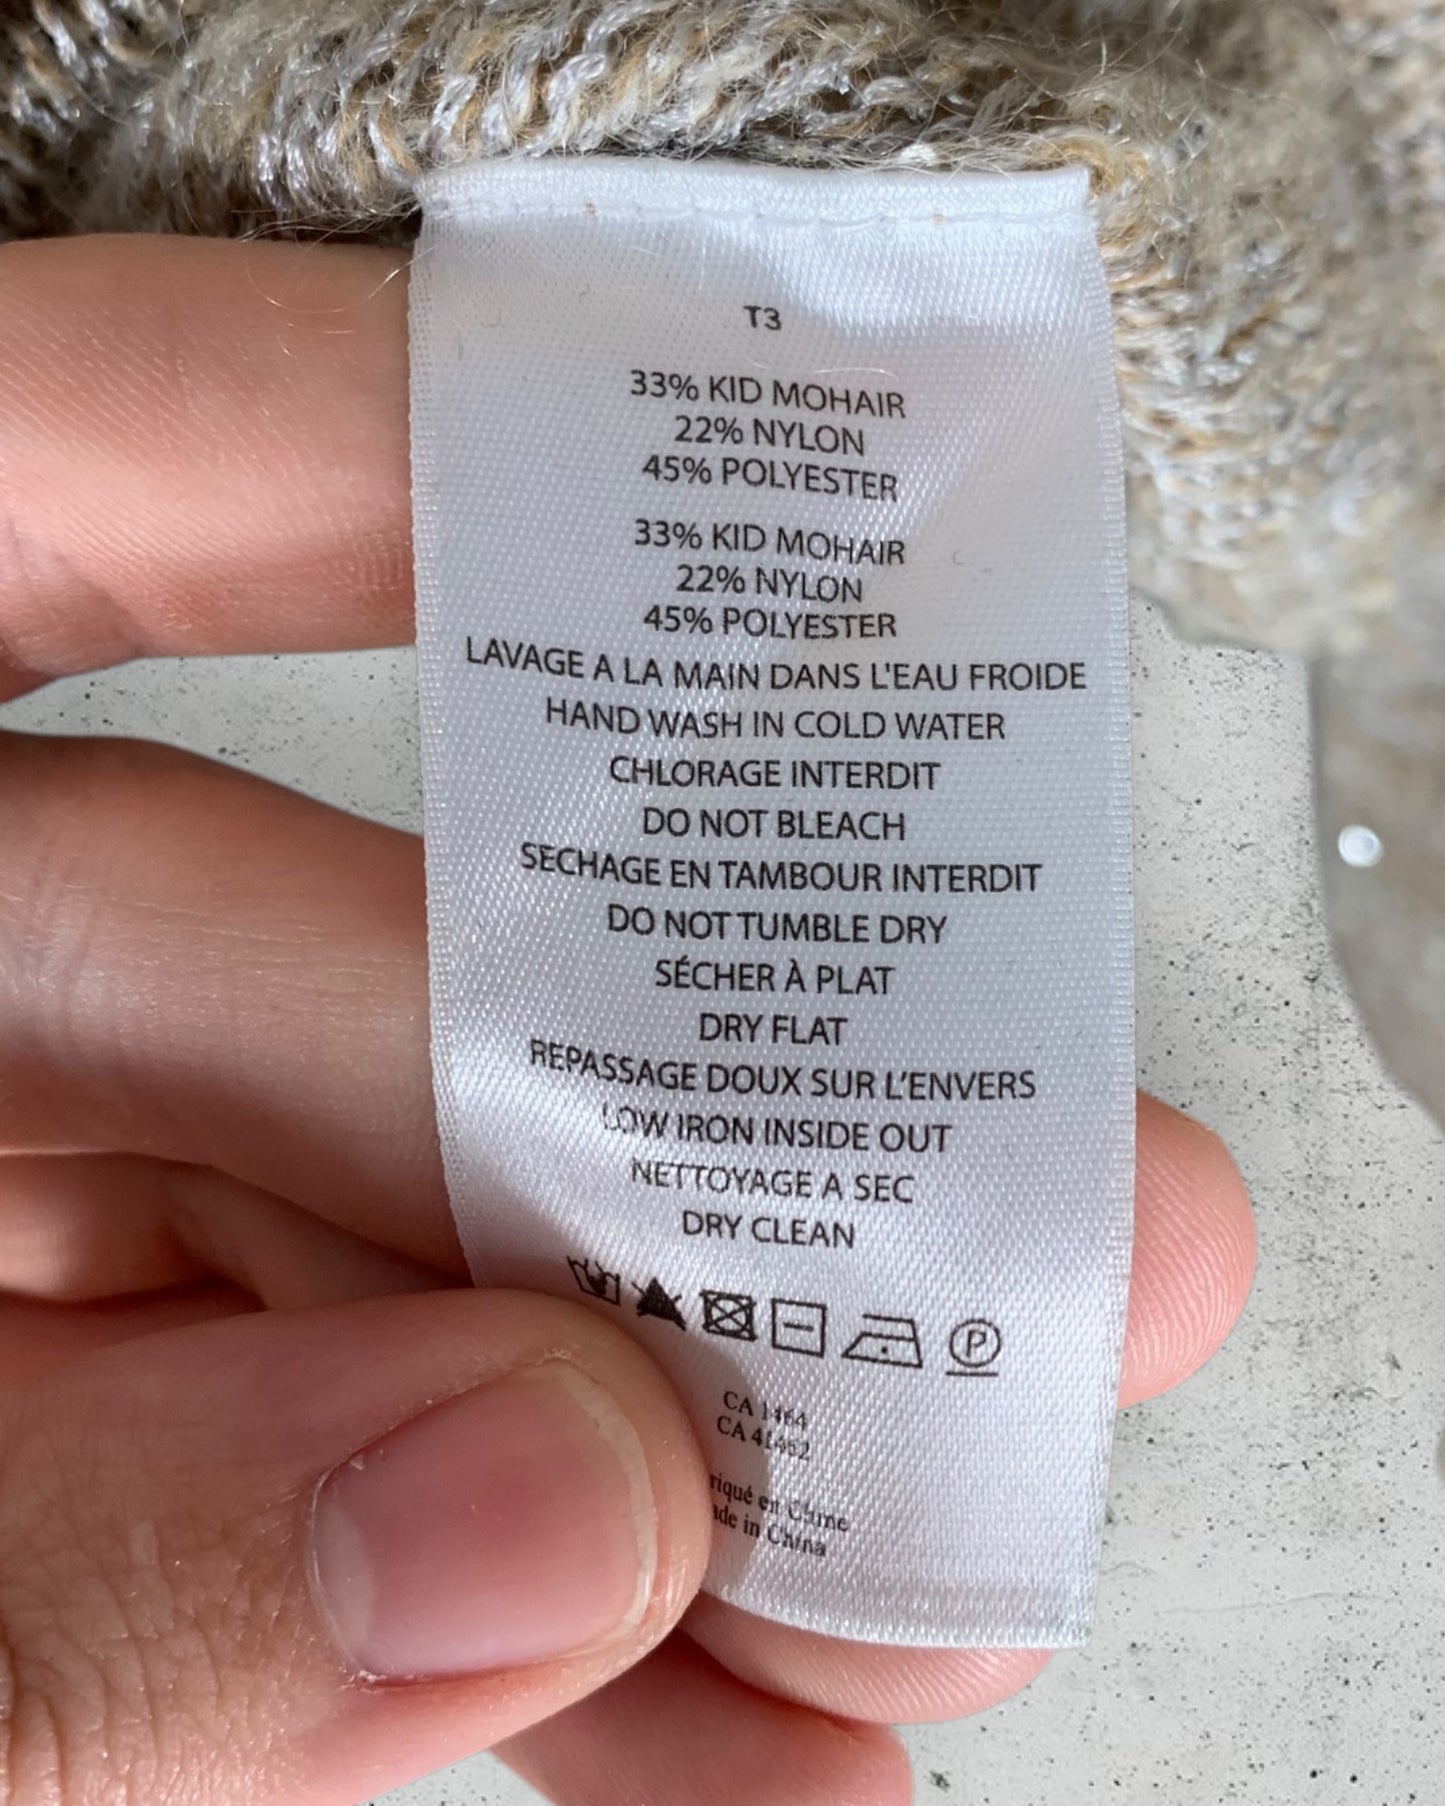 T3
33% KID MOHAIR
22% NYLON
45% POLYESTER
33% KID MOHAIR
22% NYLON
45% POLYESTER
LAVAGE A LA MAIN DANS L'EAU FROIDE
HAND WASH IN COLD WATER
CHLORAGE INTERDIT
DO NOT BLEACH
SECHAGE EN TAMBOUR INTERDIT
DO NOT TUMBLE DRY
SÉCHER À PLAT
DRY FLAT
REPASSAGE DOUX SUR L'ENVERS
LOW IRON INSIDE OUT
NETTOYAGE A SEC
DRY CLEAN
P
CA
CA
en Chine
in China